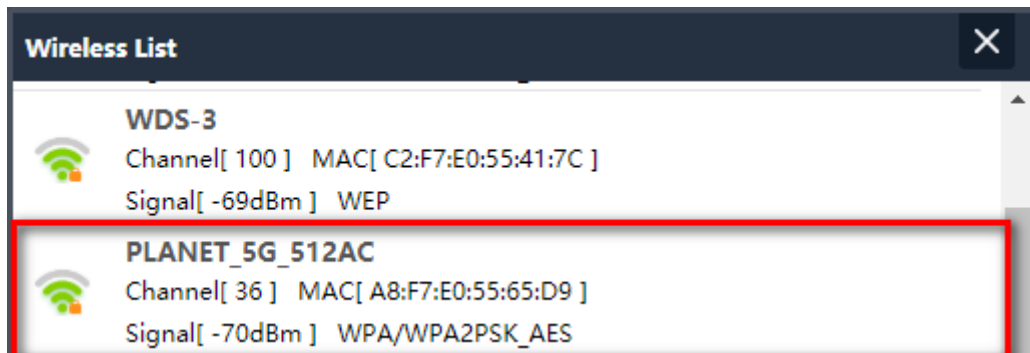 Wireless List
WDS-3
Channel[ 100 ] MAC[ C2:F7:E0:55:41:7C ]
Signal[ -69dBm ] WEP
PLANET_5G_512AC
Channel[ 36 ] MAC[ A8:F7:E0:55:65:D9 ]
Signal[ -70dBm ] WPA/WPA2PSK_AES